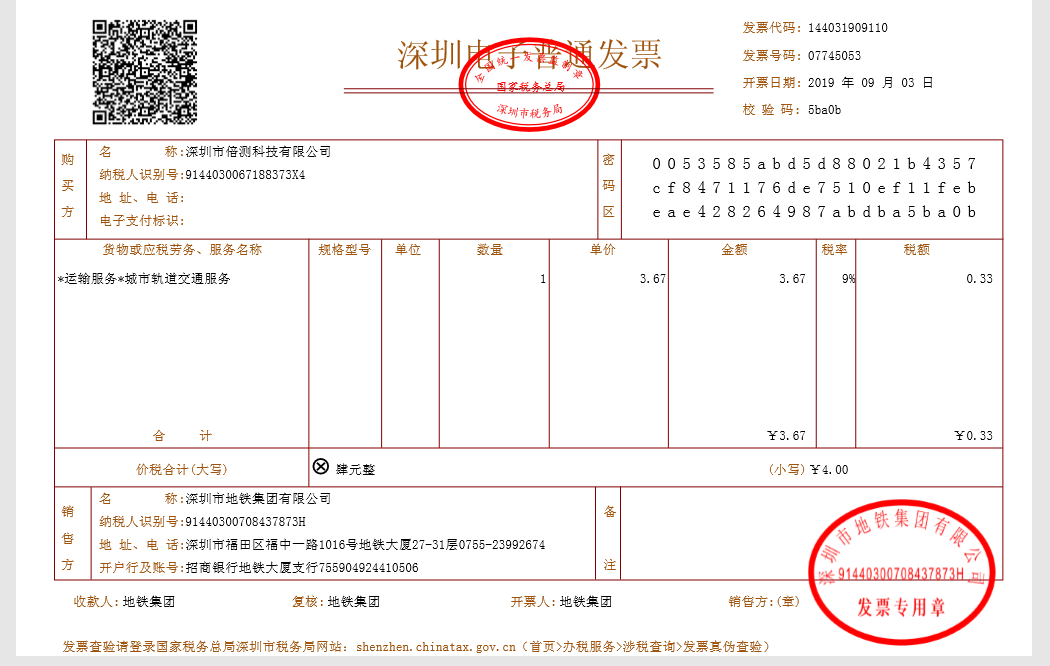 深圳电子普通发票
全国统一发票监制章
国家税务总局
深圳市税务局
发票代码: 144031909110
发票号码: 07745053
开票日期: 2019 年 09 月 03 日
校 验 码: 5ba0b
购买方
名 称:深圳市倍测科技有限公司
纳税人识别号:9144030067188373X4
地 址、电 话:
电子支付标识:
密码区
0053585abd5d88021b4357
cf8471176de7510ef11feb
eae428264987abdba5ba0b
货物或应税劳务、服务名称 规格型号 单位 数量 单价 金额 税率 税额
*运输服务*城市轨道交通服务 1 3.67 3.67 9% 0.33
合 计 ￥3.67 ￥0.33
价税合计(大写) ⊗ 肆元整 (小写)￥4.00
销售方
名 称:深圳市地铁集团有限公司
纳税人识别号:91440300708437873H
地 址、电 话:深圳市福田区福中一路1016号地铁大厦27-31层0755-23992674
开户行及账号:招商银行地铁大厦支行755904924410506
备注
深圳市地铁集团有限公司
91440300708437873H
发票专用章
收款人:地铁集团 复核:地铁集团 开票人:地铁集团 销售方:(章)
发票查验请登录国家税务总局深圳市税务局网站: shenzhen.chinatax.gov.cn（首页>办税服务>涉税查询>发票真伪查验）